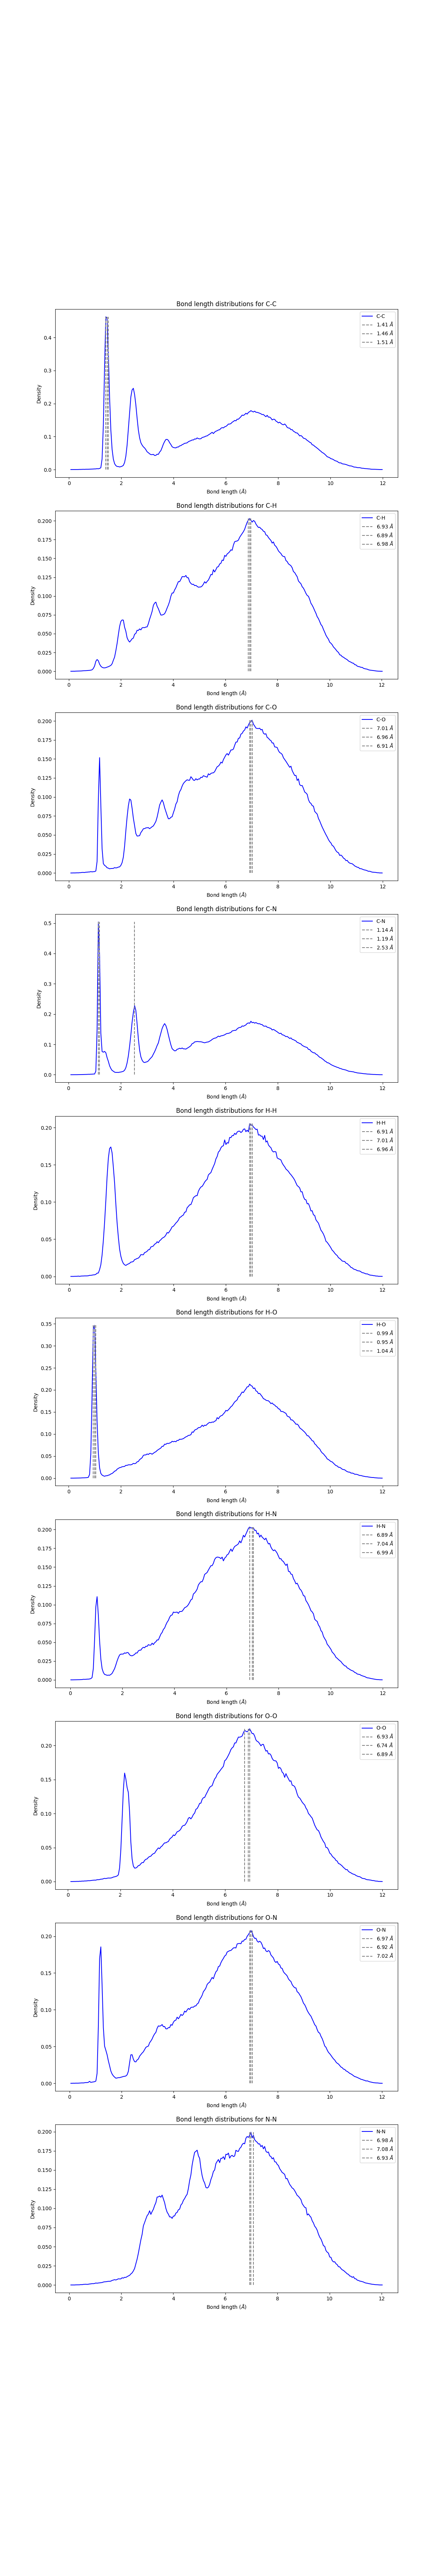 Bond length distributions for C-C
C-C
1.41 Å
1.46 Å
1.51 Å
0.4
0.3
0.2
0.1
0.0
Density
0 2 4 6 8 10 12
Bond length (Å)
Bond length distributions for C-H
C-H
6.93 Å
6.89 Å
6.98 Å
0.200
0.175
0.150
0.125
0.100
0.075
0.050
0.025
0.000
Density
0 2 4 6 8 10 12
Bond length (Å)
Bond length distributions for C-O
C-O
7.01 Å
6.96 Å
6.91 Å
0.200
0.175
0.150
0.125
0.100
0.075
0.050
0.025
0.000
Density
0 2 4 6 8 10 12
Bond length (Å)
Bond length distributions for C-N
C-N
1.14 Å
1.19 Å
2.53 Å
0.5
0.4
0.3
0.2
0.1
0.0
Density
0 2 4 6 8 10 12
Bond length (Å)
Bond length distributions for H-H
H-H
6.91 Å
7.01 Å
6.96 Å
0.20
0.15
0.10
0.05
0.00
Density
0 2 4 6 8 10 12
Bond length (Å)
Bond length distributions for H-O
H-O
0.99 Å
0.95 Å
1.04 Å
0.35
0.30
0.25
0.20
0.15
0.10
0.05
0.00
Density
0 2 4 6 8 10 12
Bond length (Å)
Bond length distributions for H-N
H-N
6.89 Å
7.04 Å
6.99 Å
0.200
0.175
0.150
0.125
0.100
0.075
0.050
0.025
0.000
Density
0 2 4 6 8 10 12
Bond length (Å)
Bond length distributions for O-O
O-O
6.93 Å
6.74 Å
6.89 Å
0.20
0.15
0.10
0.05
0.00
Density
0 2 4 6 8 10 12
Bond length (Å)
Bond length distributions for O-N
O-N
6.97 Å
6.92 Å
7.02 Å
0.20
0.15
0.10
0.05
0.00
Density
0 2 4 6 8 10 12
Bond length (Å)
Bond length distributions for N-N
N-N
6.98 Å
7.08 Å
6.93 Å
0.200
0.175
0.150
0.125
0.100
0.075
0.050
0.025
0.000
Density
0 2 4 6 8 10 12
Bond length (Å)